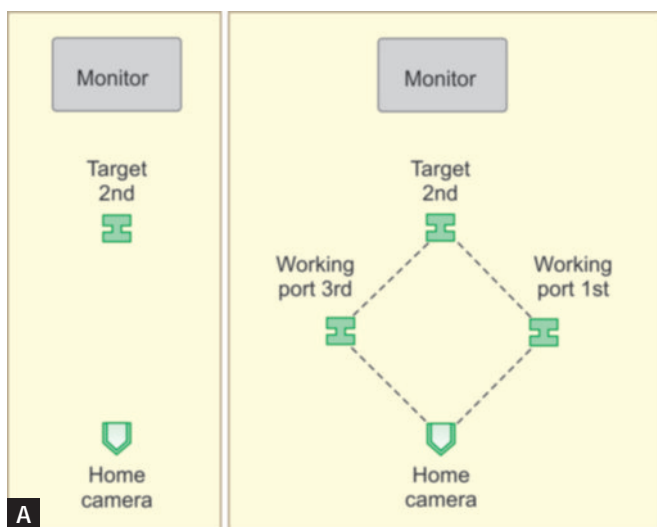 Monitor
Target
2nd
Home
camera
A
Monitor
Target
2nd
Working
port 3rd
Working
port 1st
Home
camera